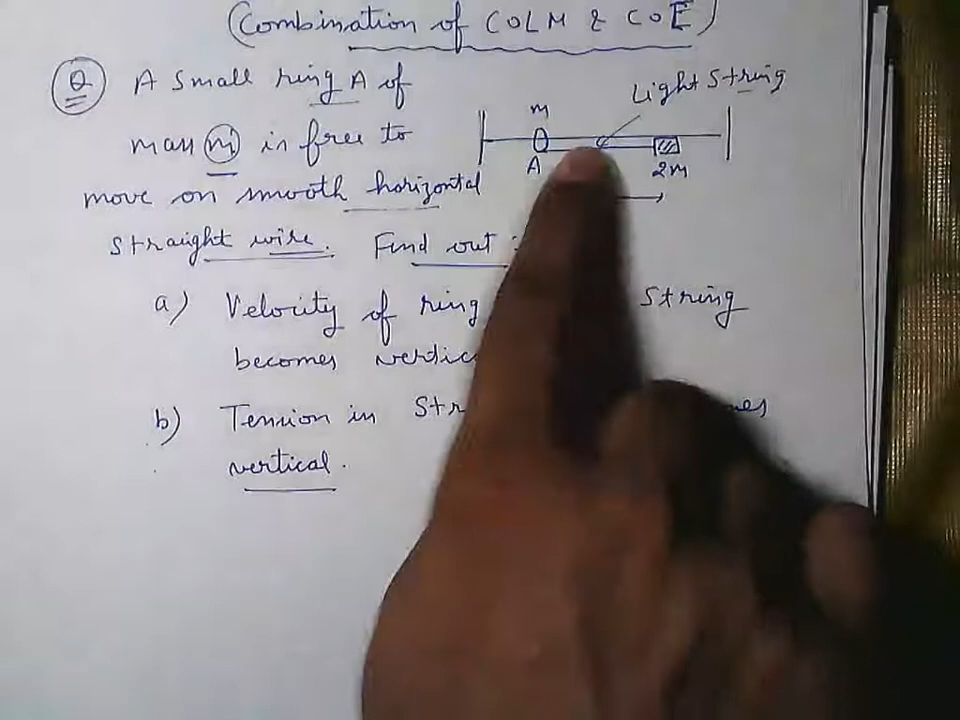 (Combination of COLM & COE)
Q A small ring A of
mass m is free to
move on smooth horizontal
straight wire. Find out :
Light String
m
A
2m
a) Velocity of ring String
becomes
b) Tension in
vertical.